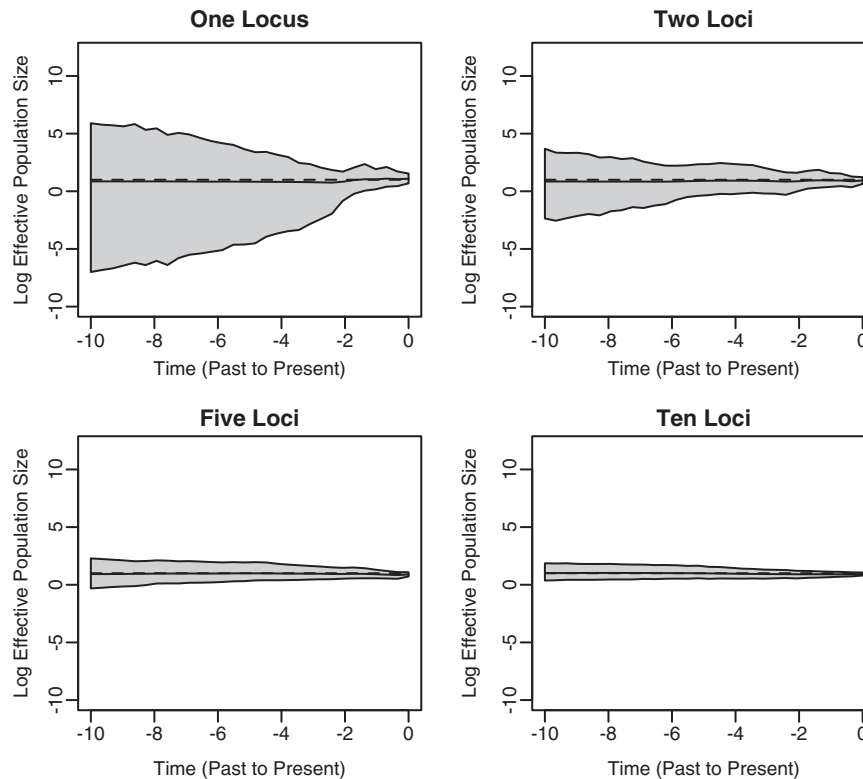 One Locus
Log Effective Population Size
10
5
0
-5
-10
-10 -8 -6 -4 -2 0
Time (Past to Present)
Two Loci
Log Effective Population Size
10
5
0
-5
-10
-10 -8 -6 -4 -2 0
Time (Past to Present)
Five Loci
Log Effective Population Size
10
5
0
-5
-10
-10 -8 -6 -4 -2 0
Time (Past to Present)
Ten Loci
Log Effective Population Size
10
5
0
-5
-10
-10 -8 -6 -4 -2 0
Time (Past to Present)